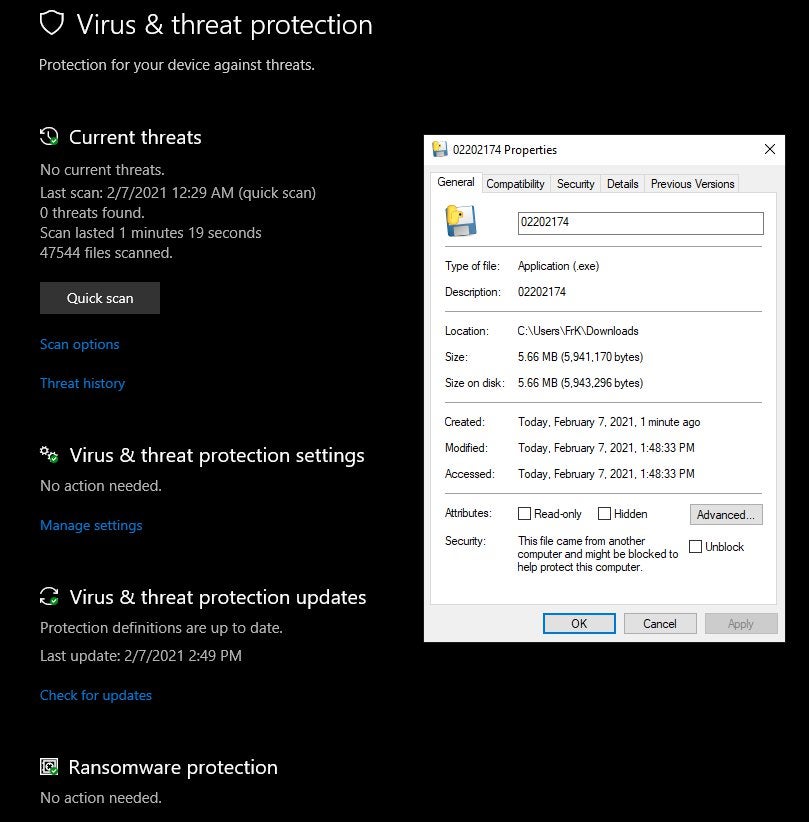 Virus & threat protection
Protection for your device against threats.
Current threats
No current threats.
Last scan: 2/7/2021 12:29 AM (quick scan)
0 threats found.
Scan lasted 1 minutes 19 seconds
47544 files scanned.
Quick scan
Scan options
Threat history
Virus & threat protection settings
No action needed.
Manage settings
Virus & threat protection updates
Protection definitions are up to date.
Last update: 2/7/2021 2:49 PM
Check for updates
Ransomware protection
No action needed.
02202174 Properties
General Compatibility Security Details Previous Versions
02202174
Type of file: Application (.exe)
Description: 02202174
Location: C:\Users\FrK\Downloads
Size: 5.66 MB (5,941,170 bytes)
Size on disk: 5.66 MB (5,943,296 bytes)
Created: Today, February 7, 2021, 1 minute ago
Modified: Today, February 7, 2021, 1:48:33 PM
Accessed: Today, February 7, 2021, 1:48:33 PM
Attributes: Read-only Hidden Advanced...
Security: This file came from another
computer and might be blocked to
help protect this computer.
Unblock
OK Cancel Apply